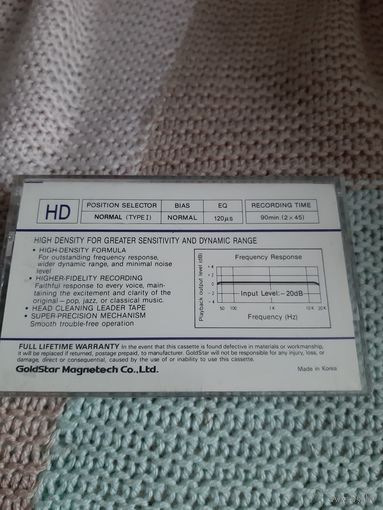 HD
POSITION SELECTOR BIAS EQ RECORDING TIME
NORMAL (TYPE I) NORMAL 120μs 90min (2×45)
HIGH DENSITY FOR GREATER SENSITIVITY AND DYNAMIC RANGE
• HIGH-DENSITY FORMULA
For outstanding frequency response,
wider dynamic range, and minimal noise
level
• HIGHER-FIDELITY RECORDING
Faithful response to every voice, main-
taining the excitement and clarity of the
original—pop, jazz, or classical music.
• HEAD CLEANING LEADER TAPE
• SUPER-PRECISION MECHANISM
Smooth trouble-free operation
Frequency Response
Playback output level (dB)
+4
+2
0
-2
-4
Input Level: -20dB
50 100 1K 10K 20K
Frequency (Hz)
FULL LIFETIME WARRANTY In the event that this cassette is found defective in materials or workmanship,
it will be replaced if returned, postage prepaid, to manufacturer. GoldStar will not be responsible for any injury, loss, or
damage, direct or consequential, caused by the use of or inability to use this cassette.
GoldStar Magnetech Co., Ltd.
Made in Korea